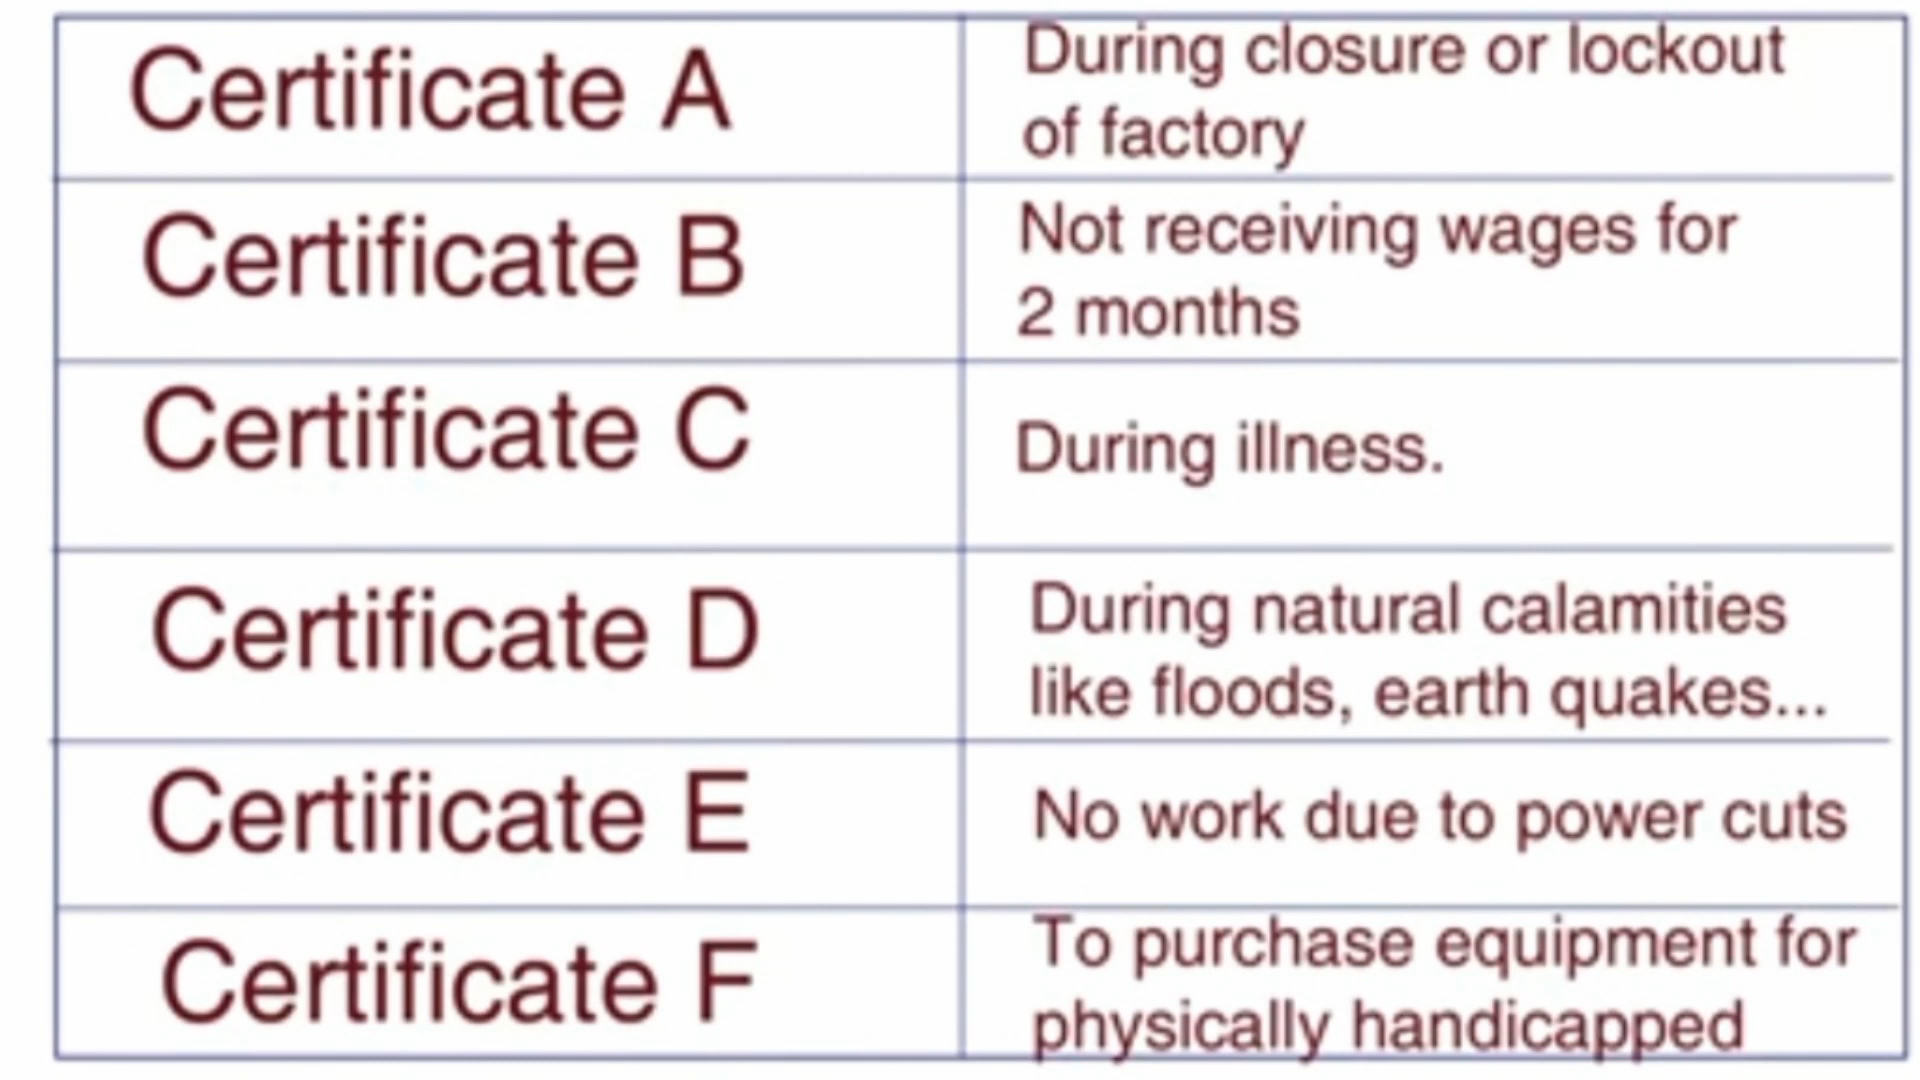 Certificate A
During closure or lockout
of factory
Certificate B
Not receiving wages for
2 months
Certificate C
During illness.
Certificate D
During natural calamities
like floods, earth quakes...
Certificate E
No work due to power cuts
Certificate F
To purchase equipment for
physically handicapped